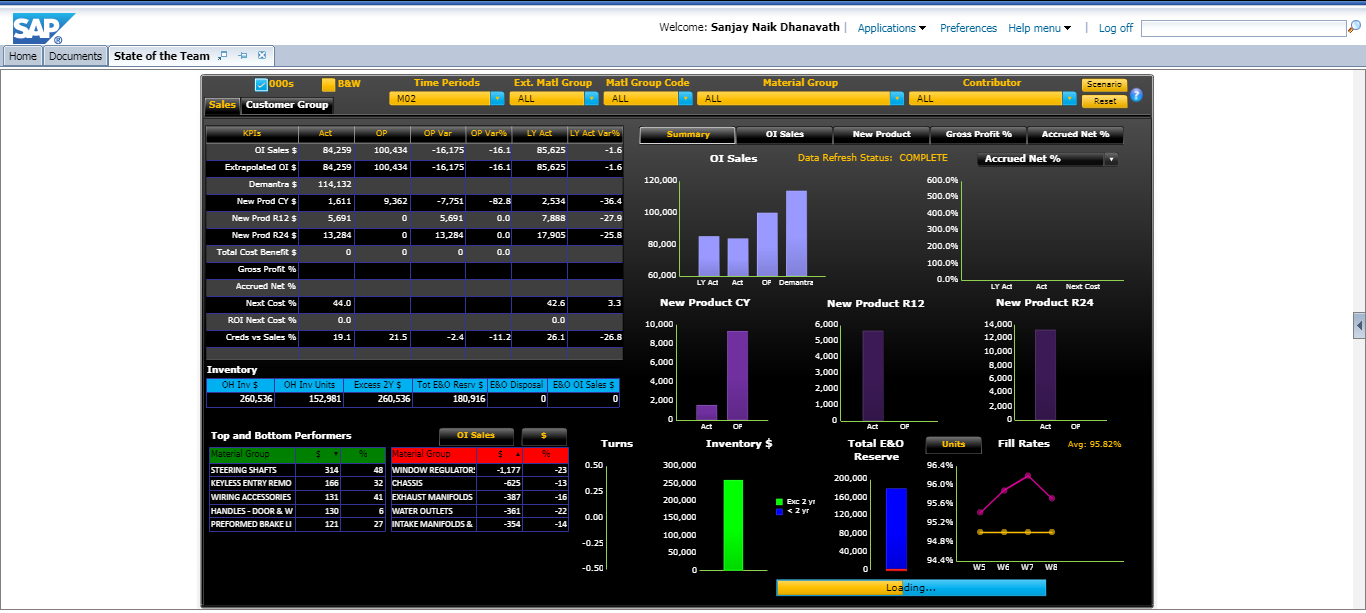 SAP ®
Welcome: Sanjay Naik Dhanavath | Applications Preferences Help menu | Log off
Home Documents State of the Team
000s B&W Time Periods Ext. Matl Group Matl Group Code Material Group Contributor Scenario
M02 ALL ALL ALL ALL Reset ?
Sales Customer Group
KPIs Act OP OP Var OP Var% LY Act LY Act Var%
OI Sales $ 84,259 100,434 -16,175 -16.1 85,625 -1.6
Extrapolated OI $ 84,259 100,434 -16,175 -16.1 85,625 -1.6
Demantra $ 114,132
New Prod CY $ 1,611 9,362 -7,751 -82.8 2,534 -36.4
New Prod R12 $ 5,691 0 5,691 0.0 7,888 -27.9
New Prod R24 $ 13,284 0 13,284 0.0 17,905 -25.8
Total Cost Benefit $ 0 0 0.0
Gross Profit %
Accrued Net %
Next Cost % 44.0 42.6 3.3
ROI Next Cost % 0.0 0.0
Creds vs Sales % 19.1 21.5 -2.4 -11.2 26.1 -26.8
Inventory
OH Inv $ OH Inv Units Excess 2Y $ Tot E&O Resrv $ E&O Disposal E&O OI Sales $
260,536 152,981 260,536 180,916 0 0
Top and Bottom Performers OI Sales $
Material Group $ %
STEERING SHAFTS 314 48
KEYLESS ENTRY REMO 166 32
WIRING ACCESSORIES 131 41
HANDLES - DOOR & W 130 6
PREFORMED BRAKE LI 121 27
Material Group $ %
WINDOW REGULATORS -1,177 -23
CHASSIS -625 -13
EXHAUST MANIFOLDS -387 -16
WATER OUTLETS -361 -22
INTAKE MANIFOLDS & -354 -14
Summary OI Sales New Product Gross Profit % Accrued Net %
OI Sales Data Refresh Status: COMPLETE Accrued Net %
120,000
100,000
80,000
60,000
LY Act Act OP Demantra
600.0%
500.0%
400.0%
300.0%
200.0%
100.0%
0.0%
LY Act Act Next Cost
New Product CY
10,000
8,000
6,000
4,000
2,000
0
Act OP
New Product R12
6,000
5,000
4,000
3,000
2,000
1,000
0
Act OP
New Product R24
14,000
12,000
10,000
8,000
6,000
4,000
2,000
0
Act OP
Turns
0.50
0.25
0.00
-0.25
-0.50
Inventory $
300,000
250,000
200,000
150,000
100,000
50,000
0
Exc 2 yr
< 2 yr
Total E&O
Reserve
200,000
160,000
120,000
80,000
40,000
0
Units Fill Rates Avg: 95.82%
96.4%
96.0%
95.6%
95.2%
94.8%
94.4%
W5 W6 W7 W8
Loading...